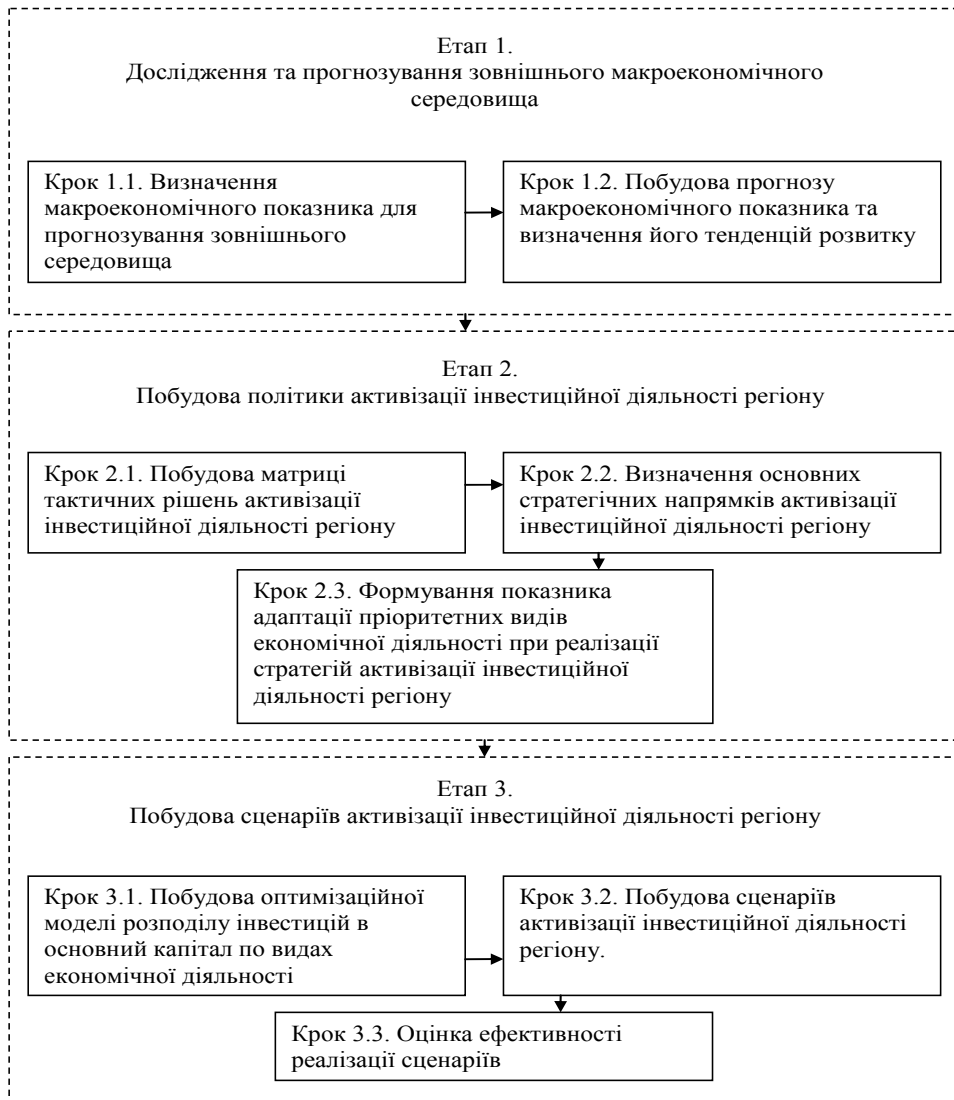 Етап 1.
Дослідження та прогнозування зовнішнього макроекономічного
середовища
Крок 1.1. Визначення
макроекономічного показника для
прогнозування зовнішнього
середовища
Крок 1.2. Побудова прогнозу
макроекономічного показника та
визначення його тенденцій розвитку
Етап 2.
Побудова політики активізації інвестиційної діяльності регіону
Крок 2.1. Побудова матриці
тактичних рішень активізації
інвестиційної діяльності регіону
Крок 2.2. Визначення основних
стратегічних напрямків активізації
інвестиційної діяльності регіону
Крок 2.3. Формування показника
адаптації пріоритетних видів
економічної діяльності при реалізації
стратегій активізації інвестиційної
діяльності регіону
Етап 3.
Побудова сценаріїв активізації інвестиційної діяльності регіону
Крок 3.1. Побудова оптимізаційної
моделі розподілу інвестицій в
основний капітал по видах
економічної діяльності
Крок 3.2. Побудова сценаріїв
активізації інвестиційної діяльності
регіону.
Крок 3.3. Оцінка ефективності
реалізації сценаріїв